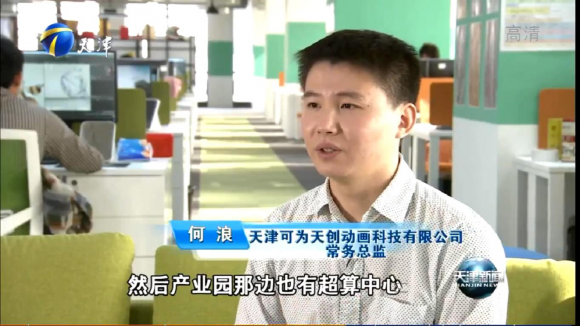 天津
高清
何浪
天津可为天创动画科技有限公司
常务总监
然后产业园那边也有超算中心
天津新闻
TIANJIN NEWS